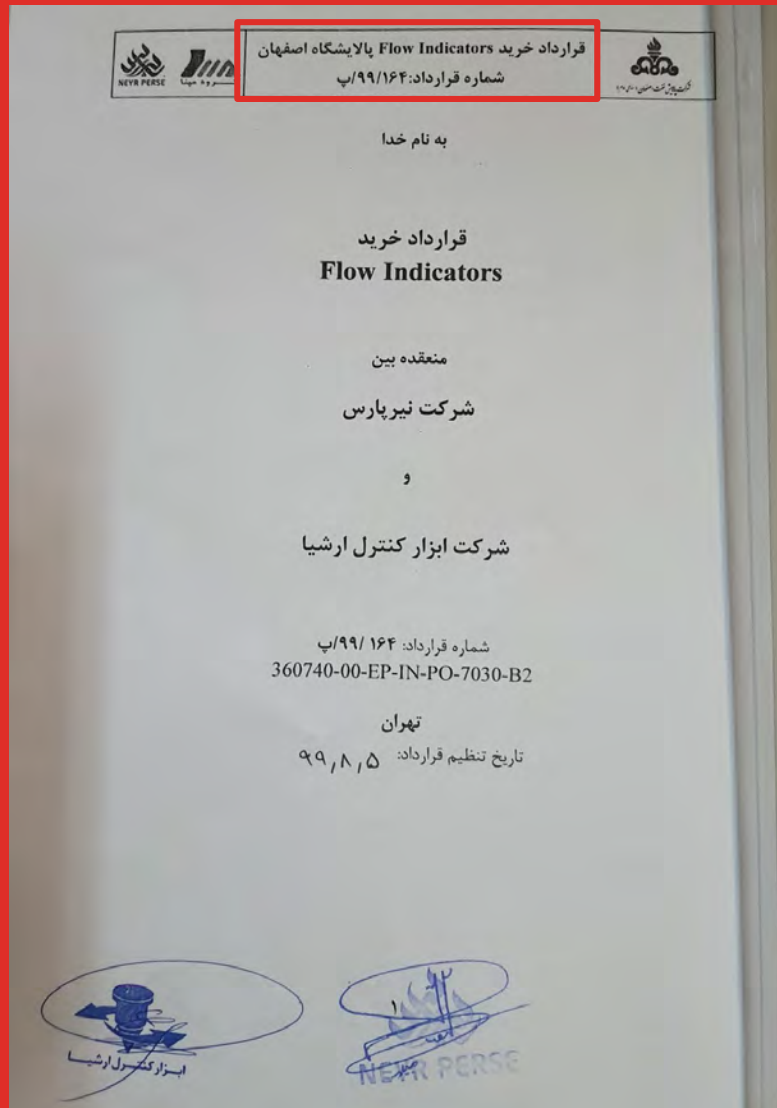 قرارداد خرید Flow Indicators پالایشگاه اصفهان
شماره قرارداد:۹۹/۱۶۴/پ
NEYR PERSE
به نام خدا
قرارداد خرید
Flow Indicators
منعقده بین
شرکت نیرپارس
و
شرکت ابزار کنترل ارشیا
شماره قرارداد: ۹۹/ ۱۶۴/پ
360740-00-EP-IN-PO-7030-B2
تهران
تاریخ تنظیم قرارداد: ۹۹,۸,۵
ابزار کنترل ارشیا
NEYR PERSE